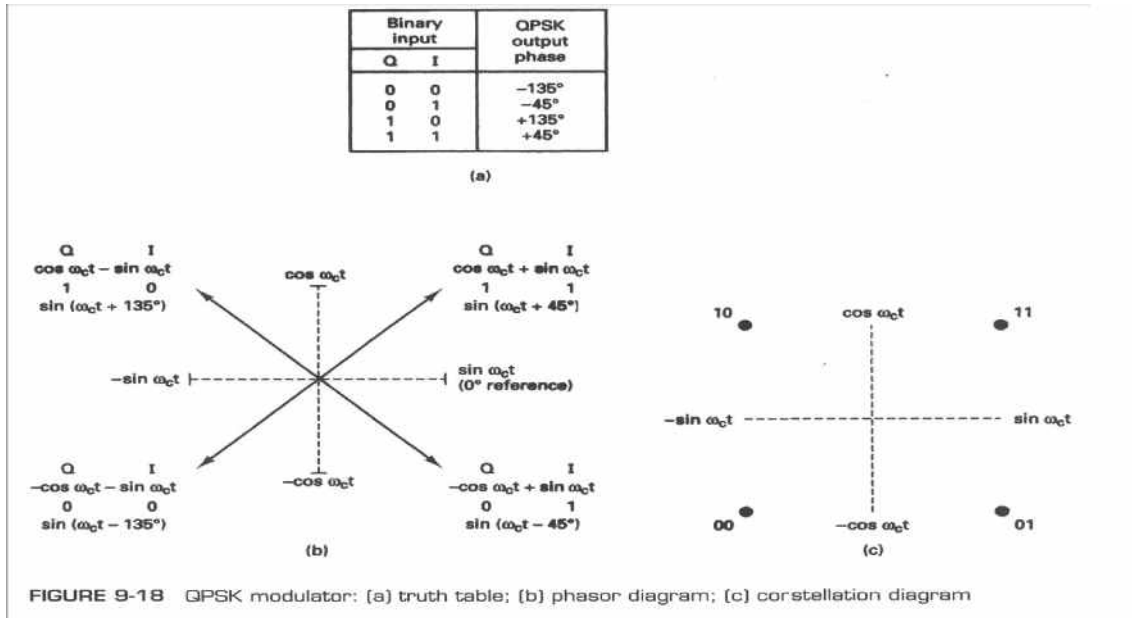 Binary input QPSK output phase
Q I
0 0 −135°
0 1 −45°
1 0 +135°
1 1 +45°
(a)
Q I
cos ωct − sin ωct
1 0
sin (ωct + 135°)
cos ωct
Q I
cos ωct + sin ωct
1 1
sin (ωct + 45°)
−sin ωct
sin ωct
(0° reference)
Q I
−cos ωct − sin ωct
0 0
sin (ωct − 135°)
−cos ωct
Q I
−cos ωct + sin ωct
0 1
sin (ωct − 45°)
(b)
10 cos ωct 11
−sin ωct sin ωct
00 −cos ωct 01
(c)
FIGURE 9-18 QPSK modulator: (a) truth table; (b) phasor diagram; (c) corstellation diagram